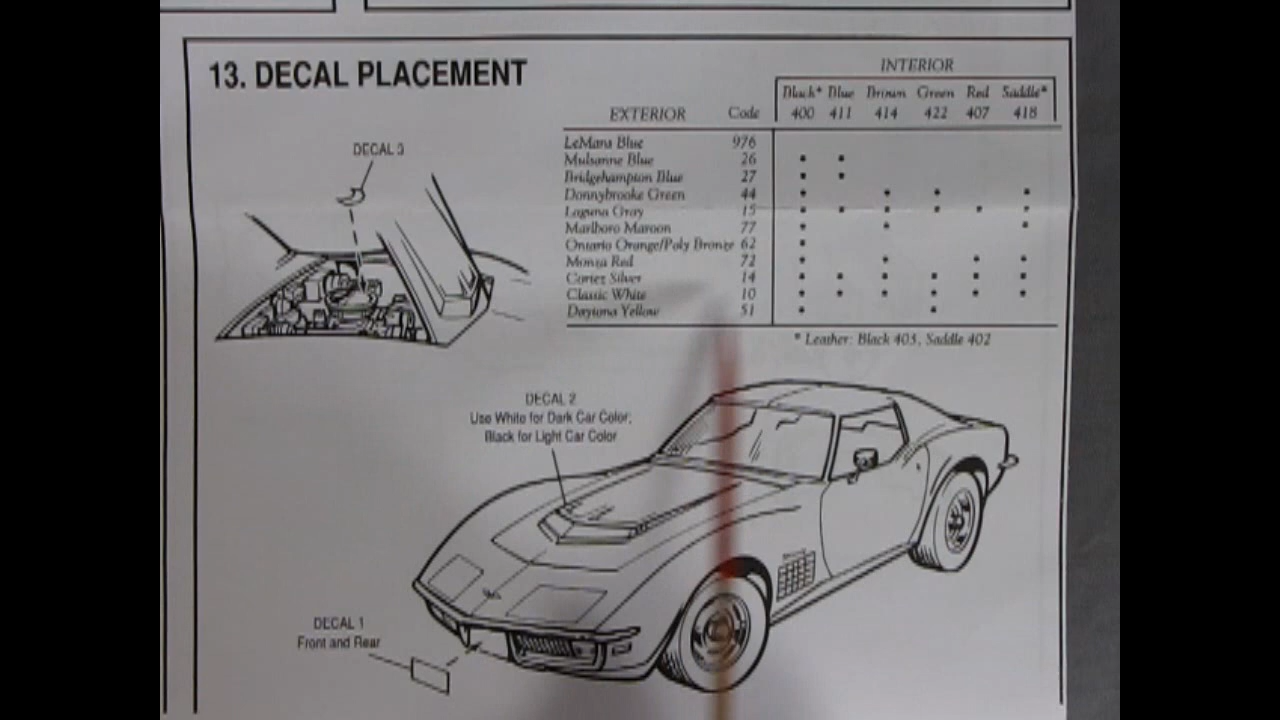 13. DECAL PLACEMENT
INTERIOR
Black* Blue Brown Green Red Saddle*
EXTERIOR Code 400 411 414 422 407 418
LeMans Blue 976
Mulsanne Blue 26 • •
Bridgehampton Blue 27 • •
Donnybrooke Green 44 • • • •
Laguna Gray 15 • • • • • •
Marlboro Maroon 77 • • •
Ontario Orange/Poly Bronze 62 •
Monza Red 72 • • • •
Cortez Silver 14 • • • • • •
Classic White 10 • • • • • •
Daytona Yellow 51 • •
* Leather: Black 403, Saddle 402
DECAL 3
DECAL 2
Use White for Dark Car Color;
Black for Light Car Color
DECAL 1
Front and Rear